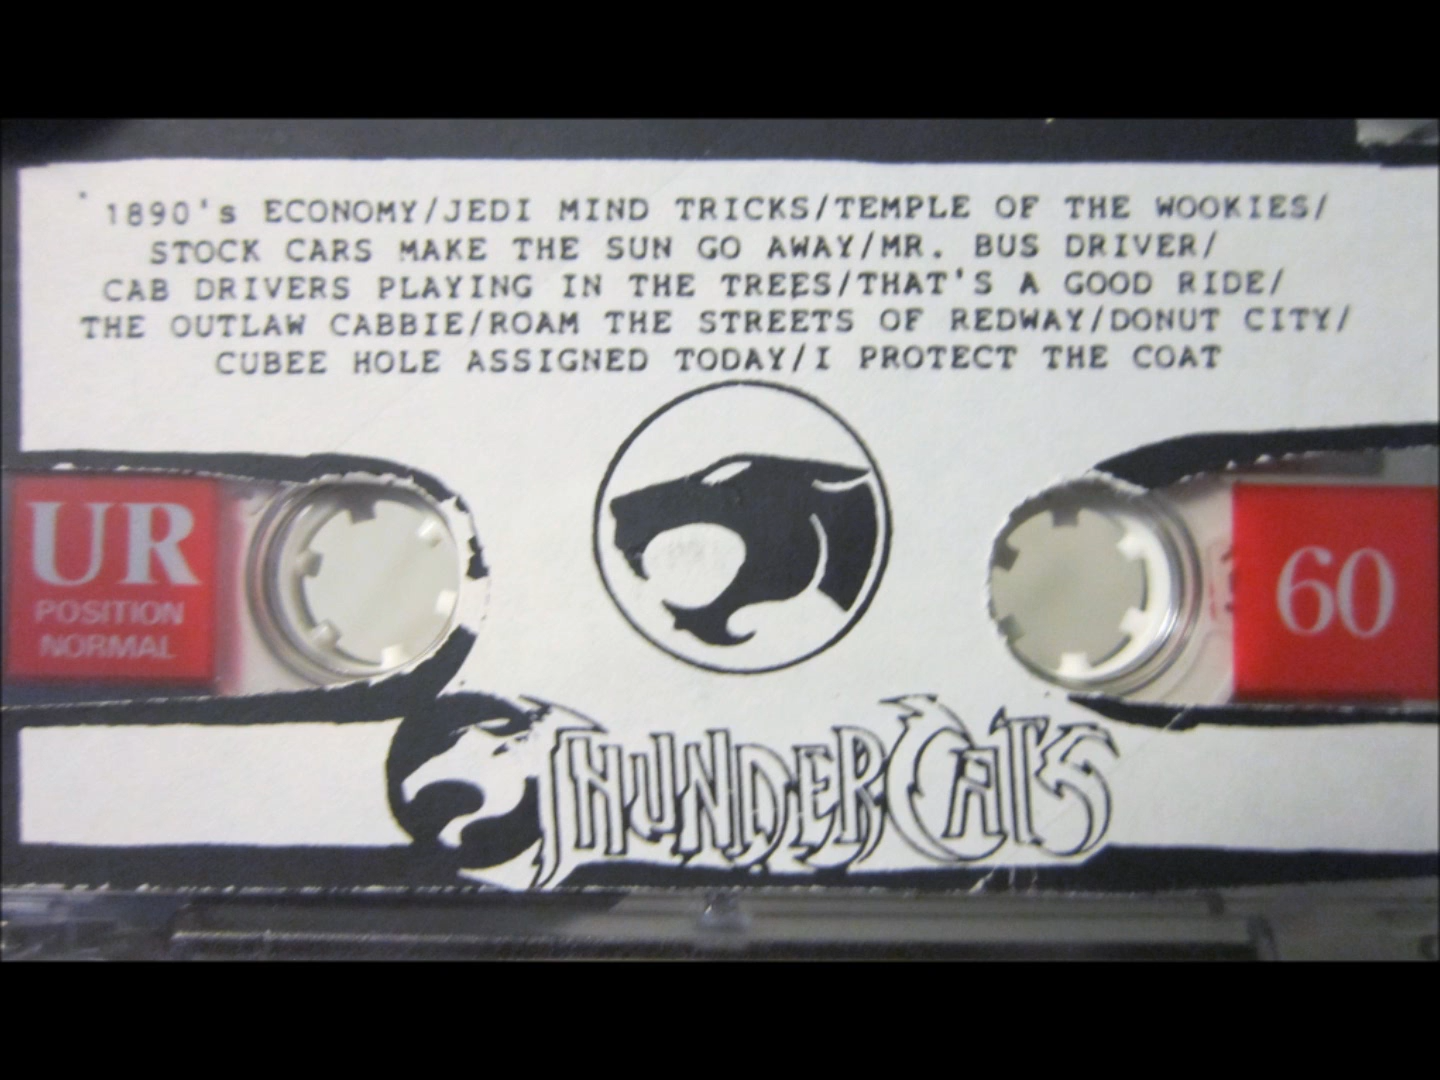 1890's ECONOMY/JEDI MIND TRICKS/TEMPLE OF THE WOOKIES/
STOCK CARS MAKE THE SUN GO AWAY/MR. BUS DRIVER/
CAB DRIVERS PLAYING IN THE TREES/THAT'S A GOOD RIDE/
THE OUTLAW CABBIE/ROAM THE STREETS OF REDWAY/DONUT CITY/
CUBEE HOLE ASSIGNED TODAY/I PROTECT THE COAT
UR
POSITION
NORMAL
60
THUNDERCATS